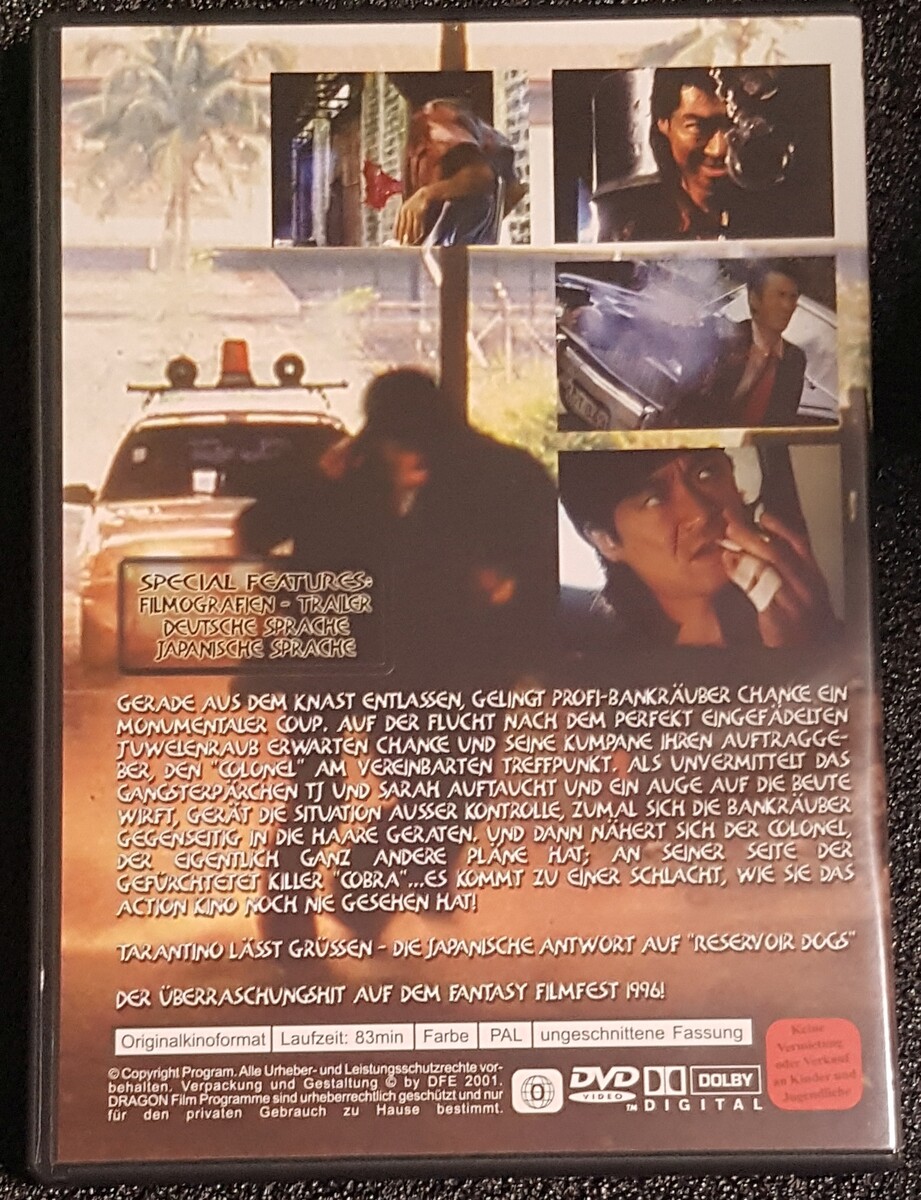 SPECIAL FEATURES:
FILMOGRAFIEN - TRAILER
DEUTSCHE SPRACHE
JAPANISCHE SPRACHE
GERADE AUS DEM KNAST ENTLASSEN, GELINGT PROFI-BANKRÄUBER CHANCE EIN
MONUMENTALER COUP. AUF DER FLUCHT NACH DEM PERFEKT EINGEFÄDELTEN
JUWELENRAUB ERWARTEN CHANCE UND SEINE KUMPANE IHREN AUFTRAGGE-
BER, DEN "COLONEL" AM VEREINBARTEN TREFFPUNKT. ALS UNVERMITTELT DAS
GANGSTERPÄRCHEN TJ UND SARAH AUFTAUCHT UND EIN AUGE AUF DIE BEUTE
WIRFT, GERÄT DIE SITUATION AUSSER KONTROLLE, ZUMAL SICH DIE BANKRÄUBER
GEGENSEITIG IN DIE HAARE GERATEN. UND DANN NÄHERT SICH DER COLONEL,
DER EIGENTLICH GANZ ANDERE PLÄNE HAT; AN SEINER SEITE DER
GEFÜRCHTETET KILLER "COBRA"...ES KOMMT ZU EINER SCHLACHT, WIE SIE DAS
ACTION KINO NOCH NIE GESEHEN HAT!
TARANTINO LÄSST GRÜSSEN - DIE JAPANISCHE ANTWORT AUF "RESERVOIR DOGS"
DER ÜBERRASCHUNGSHIT AUF DEM FANTASY FILMFEST 1996!
Originalkinoformat Laufzeit: 83min Farbe PAL ungeschnittene Fassung
© Copyright Program. Alle Urheber- und Leistungsschutzrechte vor-
behalten. Verpackung und Gestaltung © by DFE 2001.
DRAGON Film Programme sind urheberrechtlich geschützt und nur
für den privaten Gebrauch zu Hause bestimmt.
0
DVD VIDEO TM
DOLBY DIGITAL
Keine
Vermietung
oder Verkauf
an Kinder und
Jugendliche